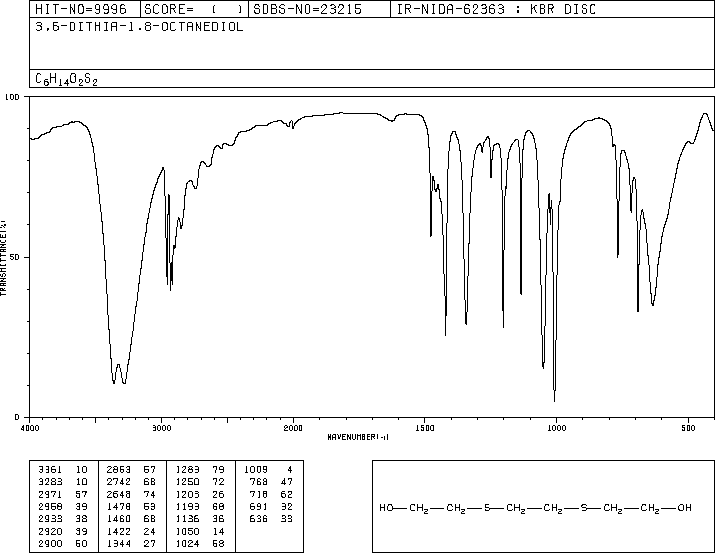 HIT-NO=9996 SCORE= ( ) SDBS-NO=23215 IR-NIDA-62363 : KBR DISC
3,6-DITHIA-1,8-OCTANEDIOL
C6H14O2S2
100
50
0
TRANSMITTANCE(%)
4000 3000 2000 1500 1000 500
WAVENUMBER(-1)
3361 10 2853 57 1283 79 1009 4
3283 10 2742 68 1250 72 768 47
2971 57 2648 74 1203 26 718 62
2958 39 1478 53 1193 68 691 32
2933 38 1460 68 1136 36 636 33
2920 39 1422 24 1050 14
2900 50 1344 27 1024 58
HO—CH2—CH2—S—CH2—CH2—S—CH2—CH2—OH